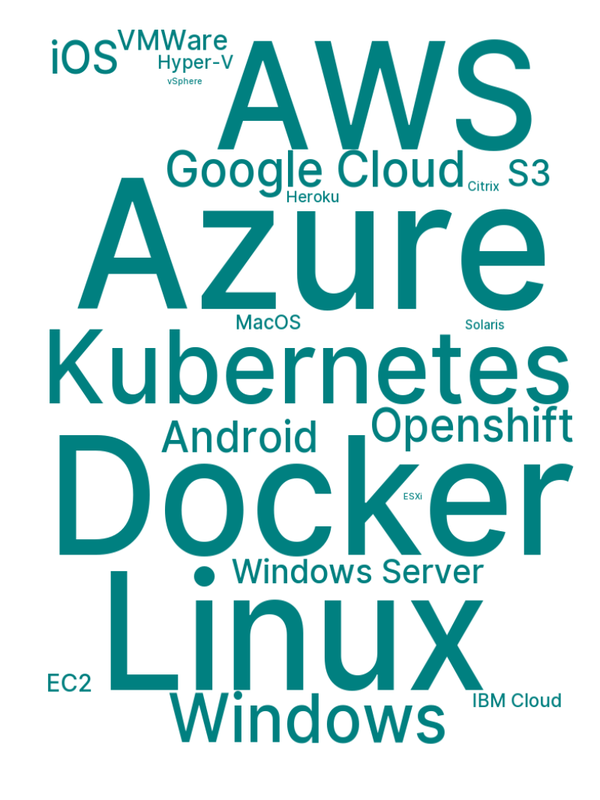 iOS
VMWare
Hyper-V
vSphere
AWS
Google Cloud
Citrix
S3
Heroku
Azure
MacOS
Solaris
Kubernetes
Openshift
Android
Docker
ESXi
Windows Server
Linux
EC2
IBM Cloud
Windows